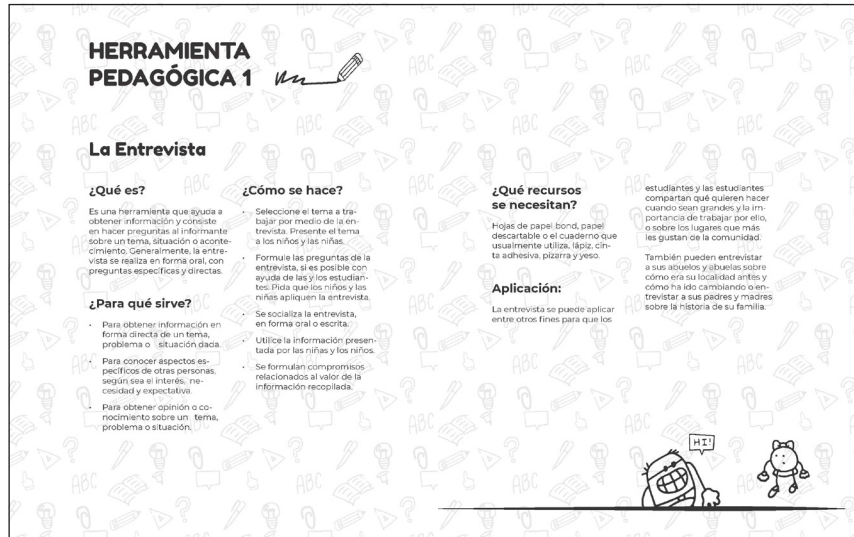 HERRAMIENTA
PEDAGÓGICA 1
La Entrevista
¿Qué es?
Es una herramienta que ayuda a
obtener información y consiste
en hacer preguntas al informante
sobre un tema, situación o aconte-
cimiento. Generalmente, la entre-
vista se realiza en forma oral, con
preguntas específicas y directas.
¿Para qué sirve?
• Para obtener información en
forma directa de un tema,
problema o situación dada.
• Para conocer aspectos es-
pecíficos de otras personas,
según sea el interés, ne-
cesidad y expectativa.
• Para obtener opinión o co-
nocimiento sobre un tema,
problema o situación.
¿Cómo se hace?
• Seleccione el tema a tra-
bajar por medio de la en-
trevista. Presente el tema
a los niños y las niñas.
• Formule las preguntas de la
entrevista, si es posible con
ayuda de las y los estudian-
tes. Pida que los niños y las
niñas apliquen la entrevista.
• Se socializa la entrevista,
en forma oral o escrita.
• Utilice la información presen-
tada por las niñas y los niños.
• Se formulan compromisos
relacionados al valor de la
información recopilada.
¿Qué recursos
se necesitan?
Hojas de papel bond, papel
descartable o el cuaderno que
usualmente utiliza, lápiz, cin-
ta adhesiva, pizarra y yeso.
Aplicación:
La entrevista se puede aplicar
entre otros fines para que los
estudiantes y las estudiantes
compartan qué quieren hacer
cuando sean grandes y la im-
portancia de trabajar por ello,
o sobre los lugares que más
les gustan de la comunidad.
También pueden entrevistar
a sus abuelos y abuelas sobre
cómo era su localidad antes y
cómo ha ido cambiando o en-
trevistar a sus padres y madres
sobre la historia de su familia.
HI!